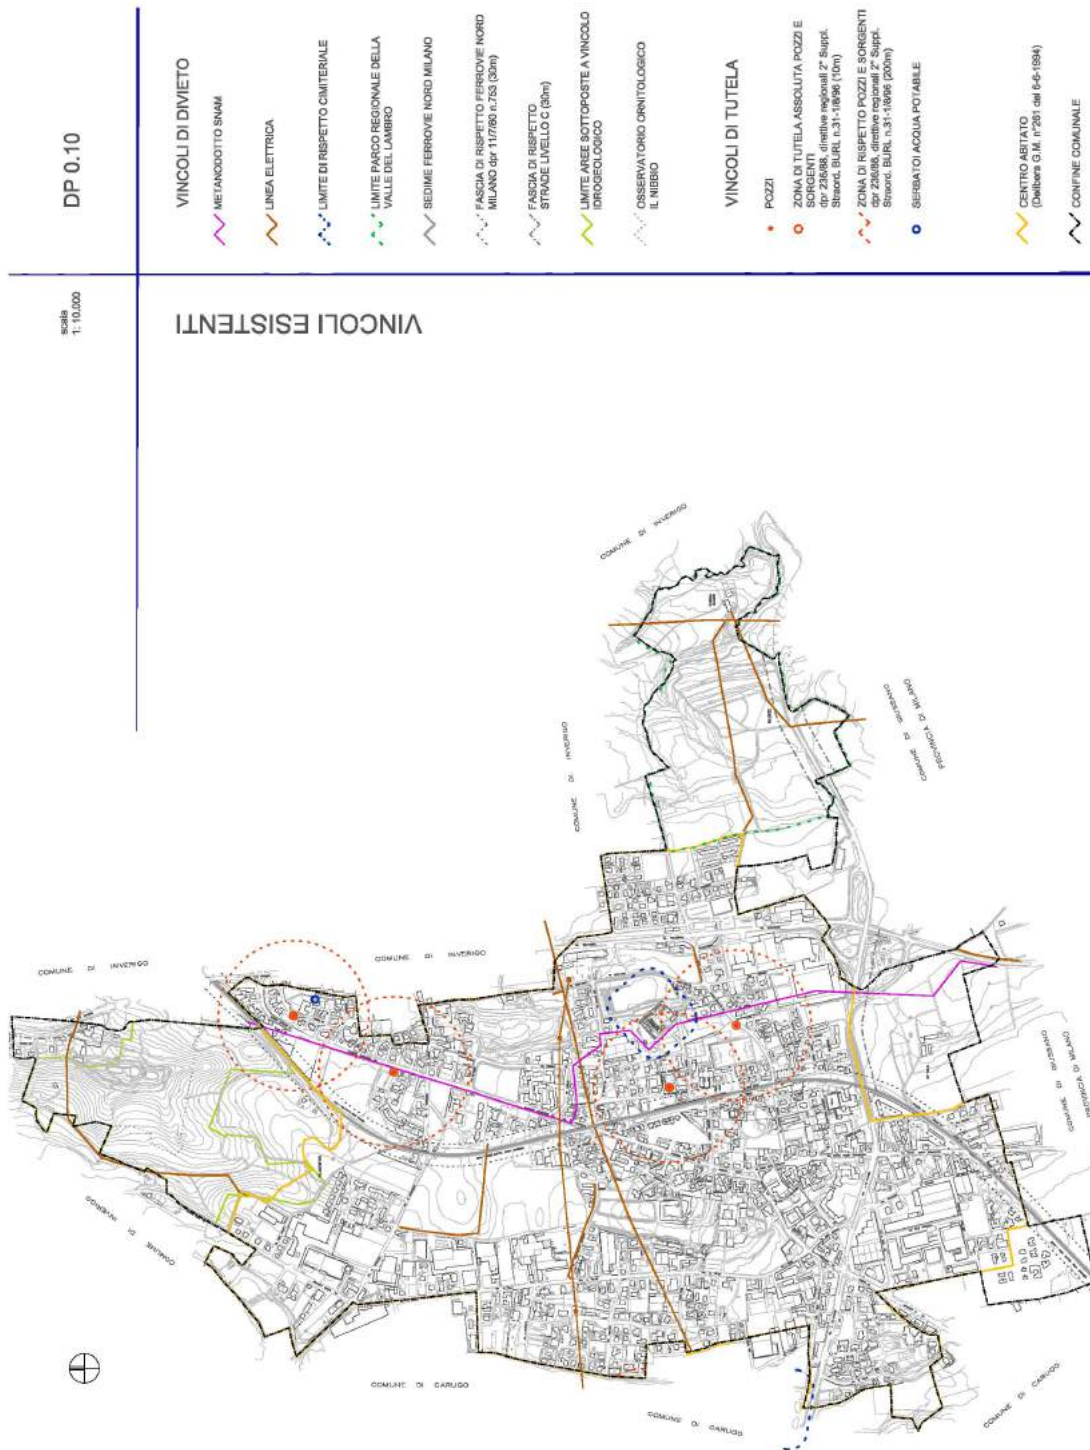 DP 0.10
scala
1: 10.000
VINCOLI ESISTENTI
VINCOLI DI DIVIETO
METANODOTTO SNAM
LINEA ELETTRICA
LIMITE DI RISPETTO CIMITERIALE
LIMITE PARCO REGIONALE DELLA
VALLE DEL LAMBRO
SEDIME FERROVIE NORD MILANO
FASCIA DI RISPETTO FERROVIE NORD
MILANO dpr 11/7/80 n.753 (30m)
FASCIA DI RISPETTO
STRADE LIVELLO C (30m)
LIMITE AREE SOTTOPOSTE A VINCOLO
IDROGEOLOGICO
OSSERVATORIO ORNITOLOGICO
IL NIBBIO
VINCOLI DI TUTELA
POZZI
ZONA DI TUTELA ASSOLUTA POZZI E
SORGENTI
dpr 236/88, direttive regionali 2° Suppl.
Straord. BURL n.31-1/8/96 (10m)
ZONA DI RISPETTO POZZI E SORGENTI
dpr 236/88, direttive regionali 2° Suppl.
Straord. BURL n.31-1/8/96 (200m)
SERBATOI ACQUA POTABILE
CENTRO ABITATO
(Delibera G.M. n°261 del 6-6-1994)
CONFINE COMUNALE
COMUNE DI INVERIGO
COMUNE DI INVERIGO
COMUNE DI INVERIGO
COMUNE DI INVERIGO
COMUNE DI INVERIGO
COMUNE DI GIUSSANO
PROVINCIA DI MILANO
COMUNE DI GIUSSANO
PROVINCIA DI MILANO
COMUNE DI CARUGO
COMUNE DI CARUGO
COMUNE DI CARUGO